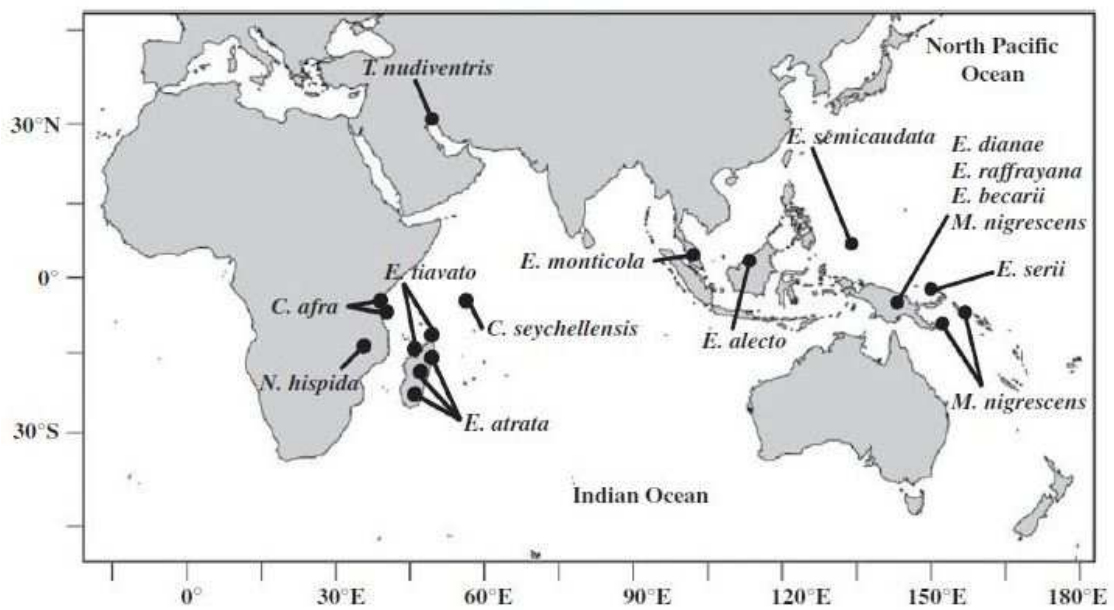 North Pacific
Ocean
T. nudiventris
30°N
E. semicaudata
E. dianae
E. raffrayana
E. becarii
M. nigrescens
E. monticola
E. tiavato
0°
E. serii
C. afra
C. seychellensis
E. alecto
N. hispida
M. nigrescens
E. atrata
30°S
Indian Ocean
0°
30°E
60°E
90°E
120°E
150°E
180°E